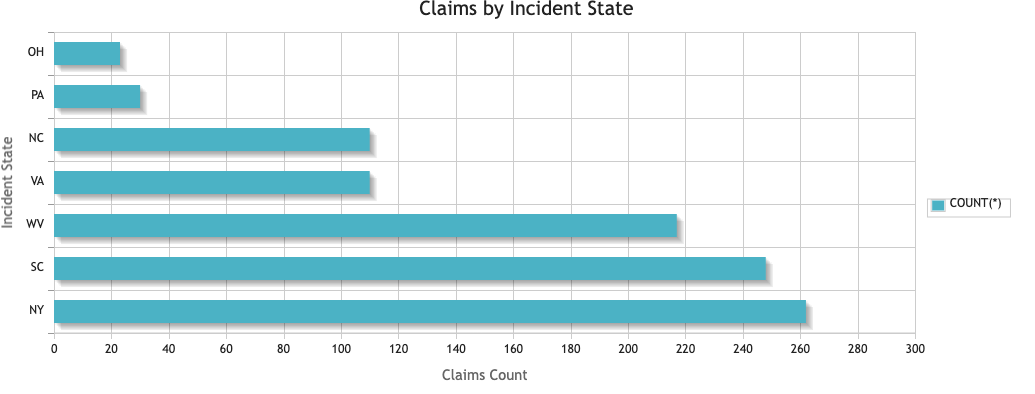 Claims by Incident State
Incident State
OH
PA
NC
VA
WV
SC
NY
0 20 40 60 80 100 120 140 160 180 200 220 240 260 280 300
Claims Count
COUNT(*)